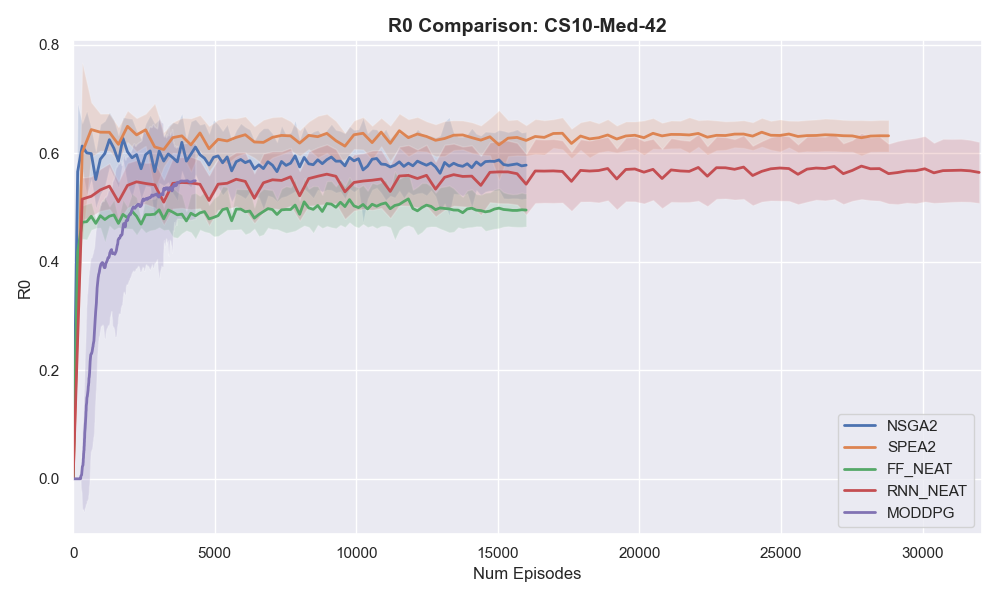 R0 Comparison: CS10-Med-42
0.8
0.6
0.4
0.2
0.0
R0
0
5000
10000
15000
20000
25000
30000
Num Episodes
NSGA2
SPEA2
FF_NEAT
RNN_NEAT
MODDPG